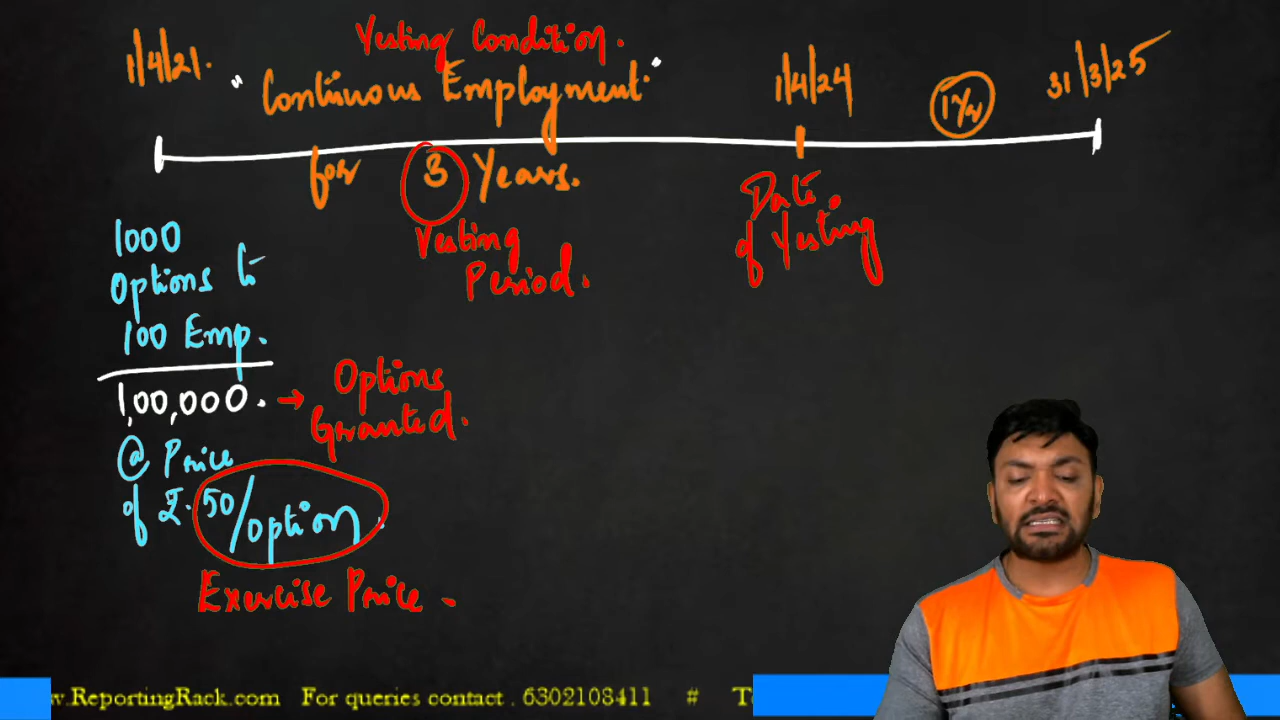 Vesting Condition.
1/4/21.
"Continuous Employment"
for 3 Years.
1/4/24
1 Yr
31/3/25
Vesting
Period.
Date
of Vesting
1000
Options to
100 Emp.
1,00,000. → Options
Granted.
@ Price
of ₹. 50/option.
Exercise Price.
w.ReportingRack.com For queries contact . 6302108411 #